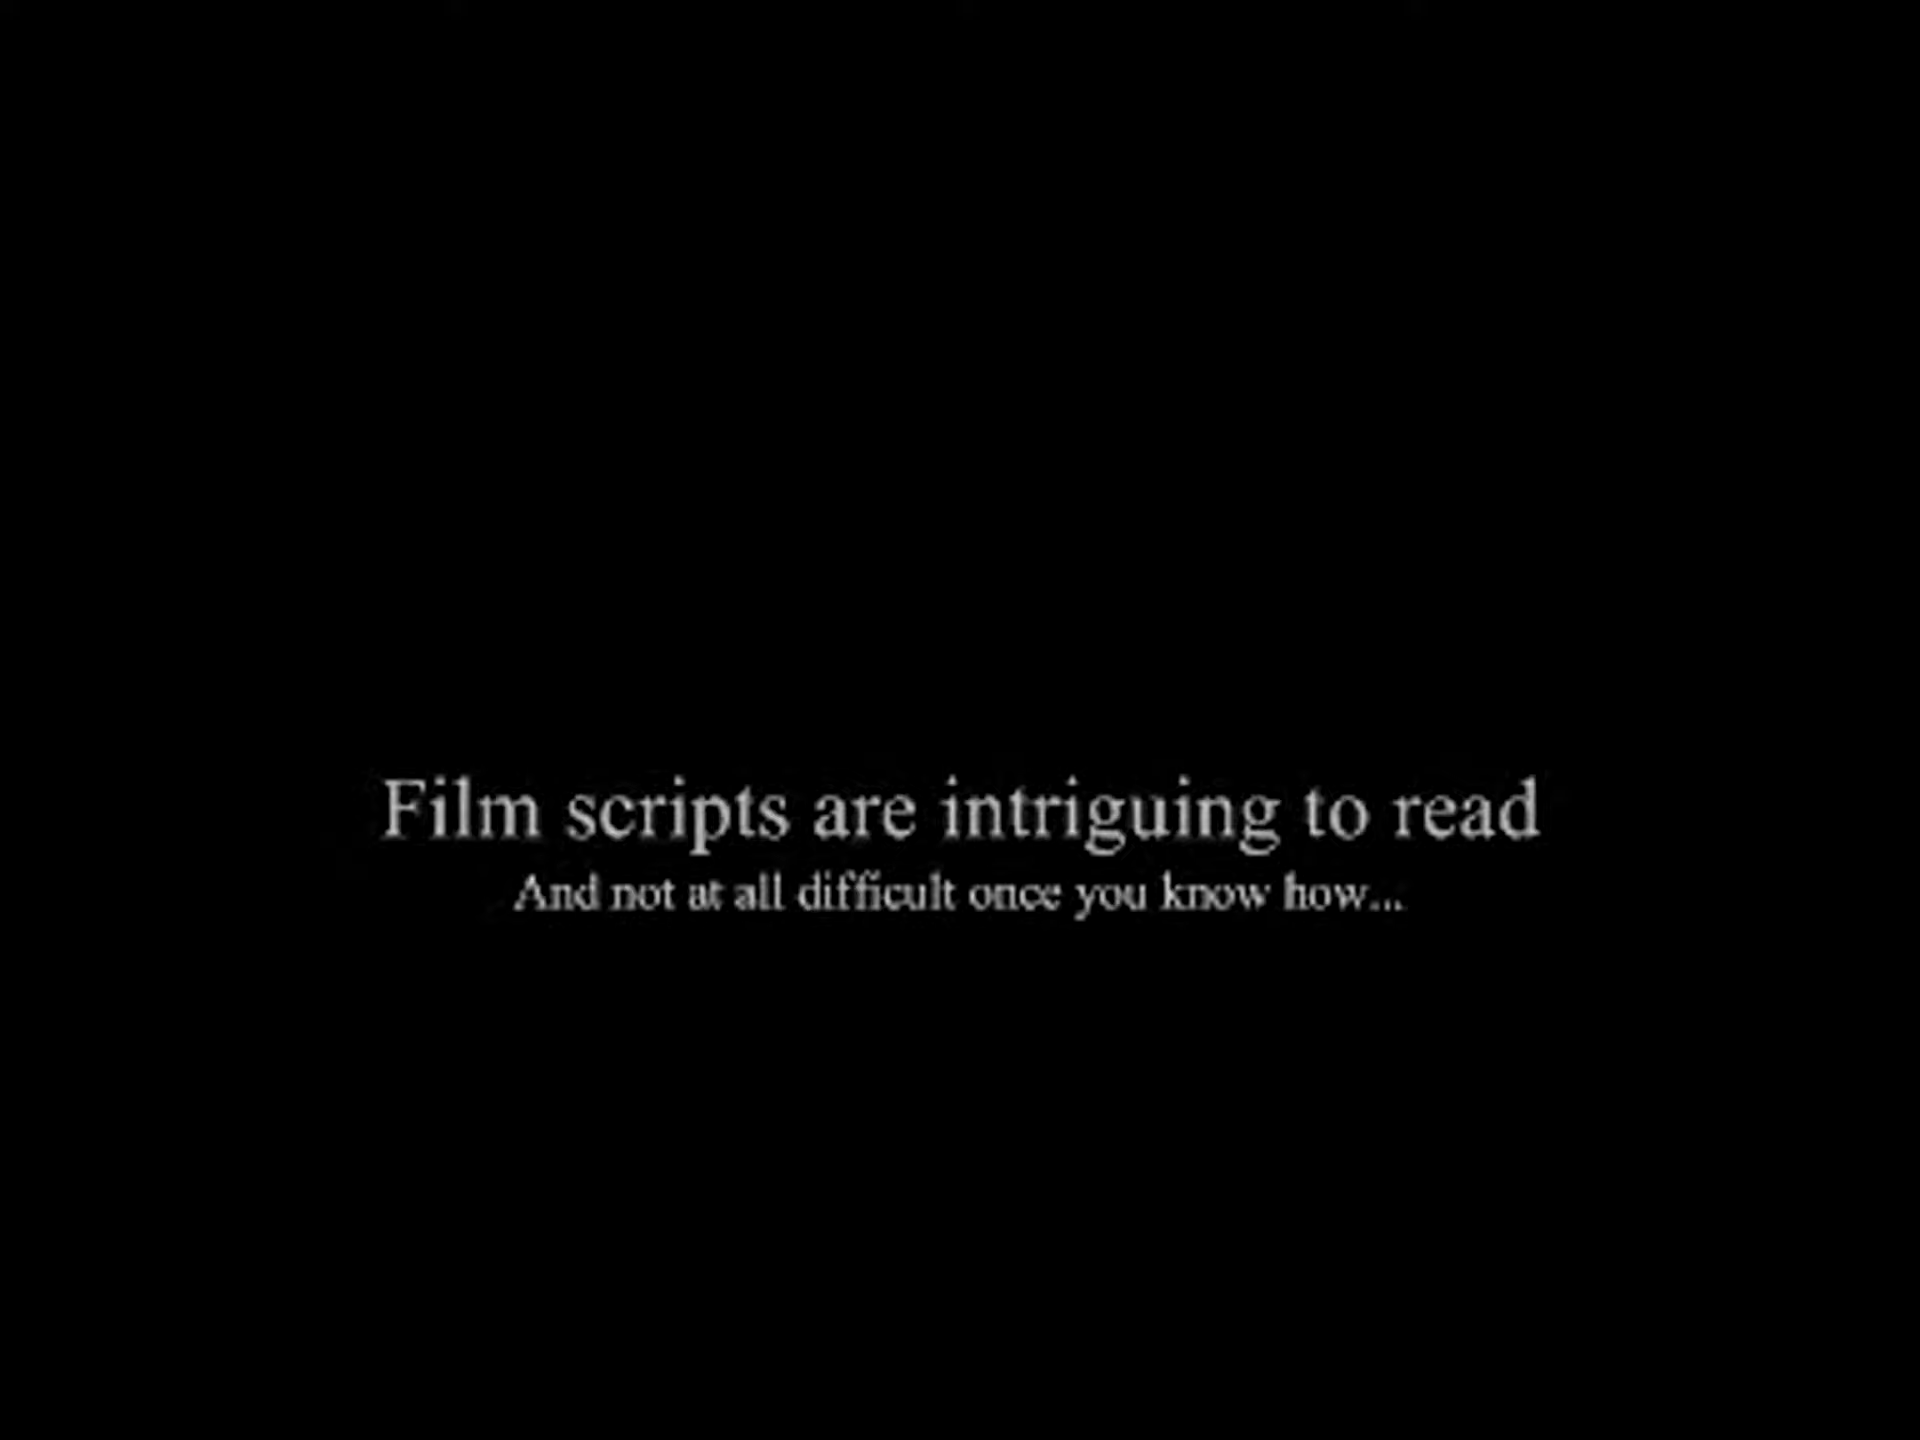 Film scripts are intriguing to read
And not at all difficult once you know how...